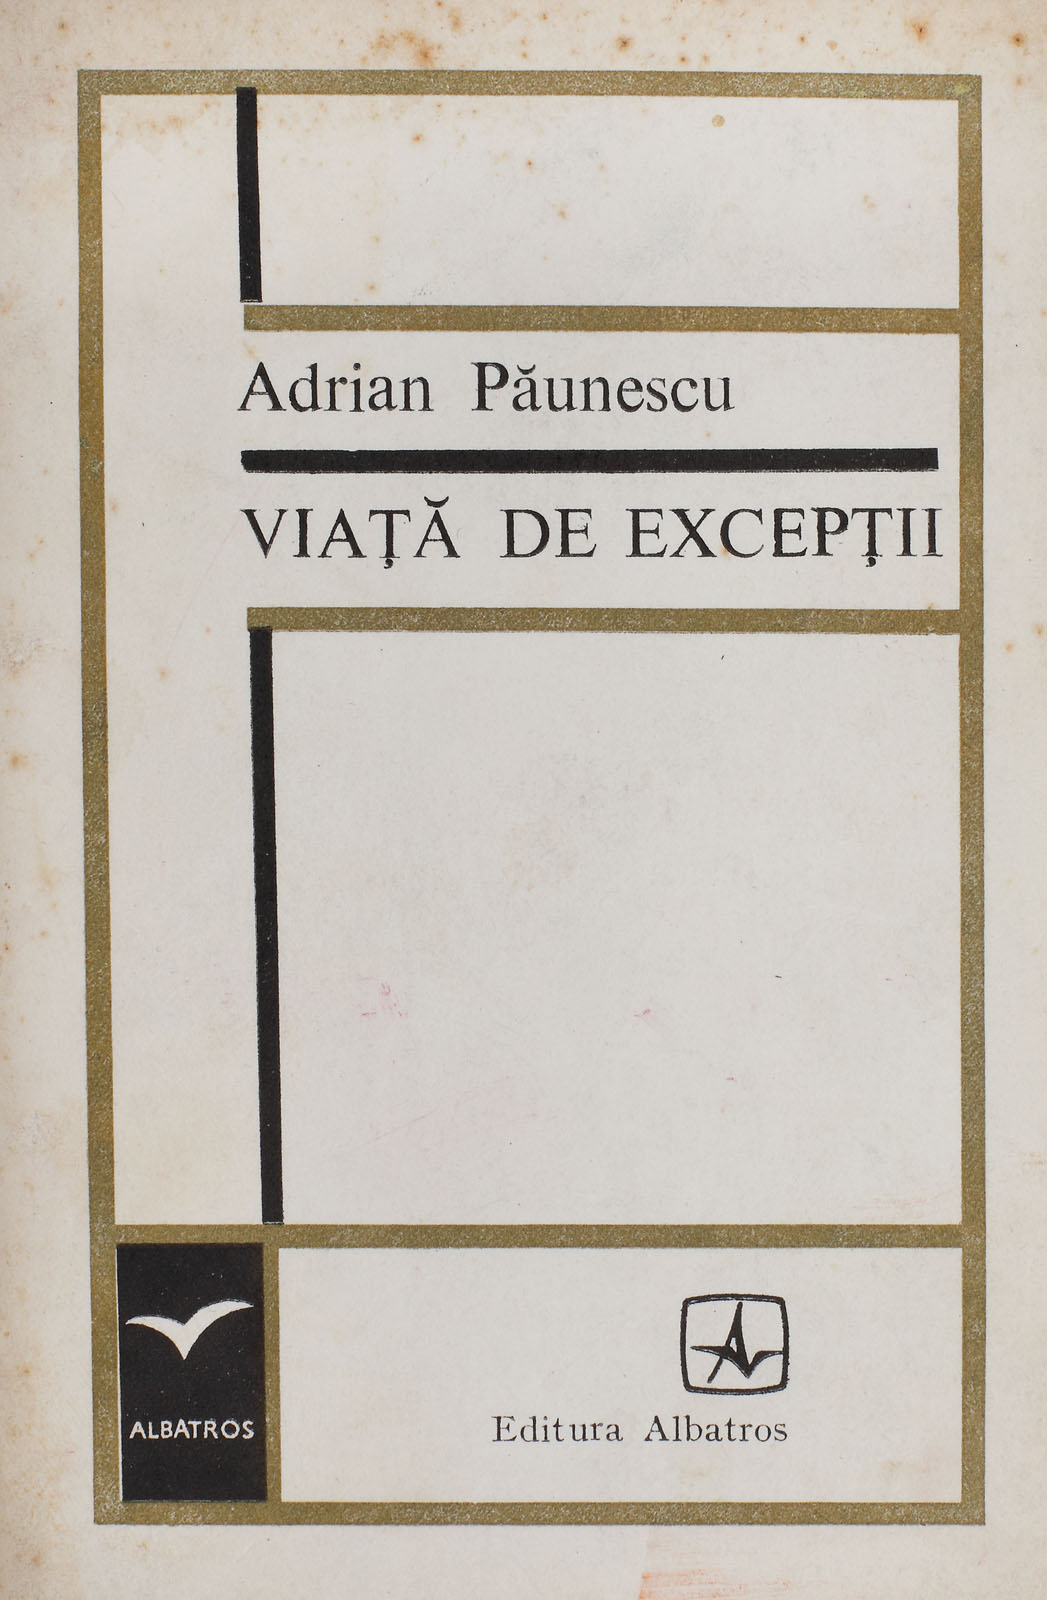 Adrian Păunescu
VIAȚĂ DE EXCEPȚII
ALBATROS
Editura Albatros